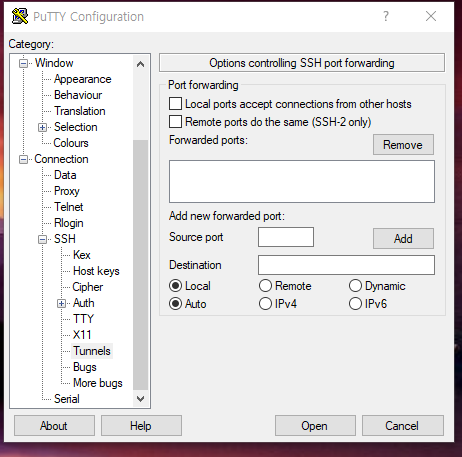 PuTTY Configuration
?
Category:
Window
Appearance
Behaviour
Translation
Selection
Colours
Connection
Data
Proxy
Telnet
Rlogin
SSH
Kex
Host keys
Cipher
Auth
TTY
X11
Tunnels
Bugs
More bugs
Serial
Options controlling SSH port forwarding
Port forwarding
Local ports accept connections from other hosts
Remote ports do the same (SSH-2 only)
Forwarded ports:
Remove
Add new forwarded port:
Source port
Add
Destination
Local Remote Dynamic
Auto IPv4 IPv6
About Help Open Cancel